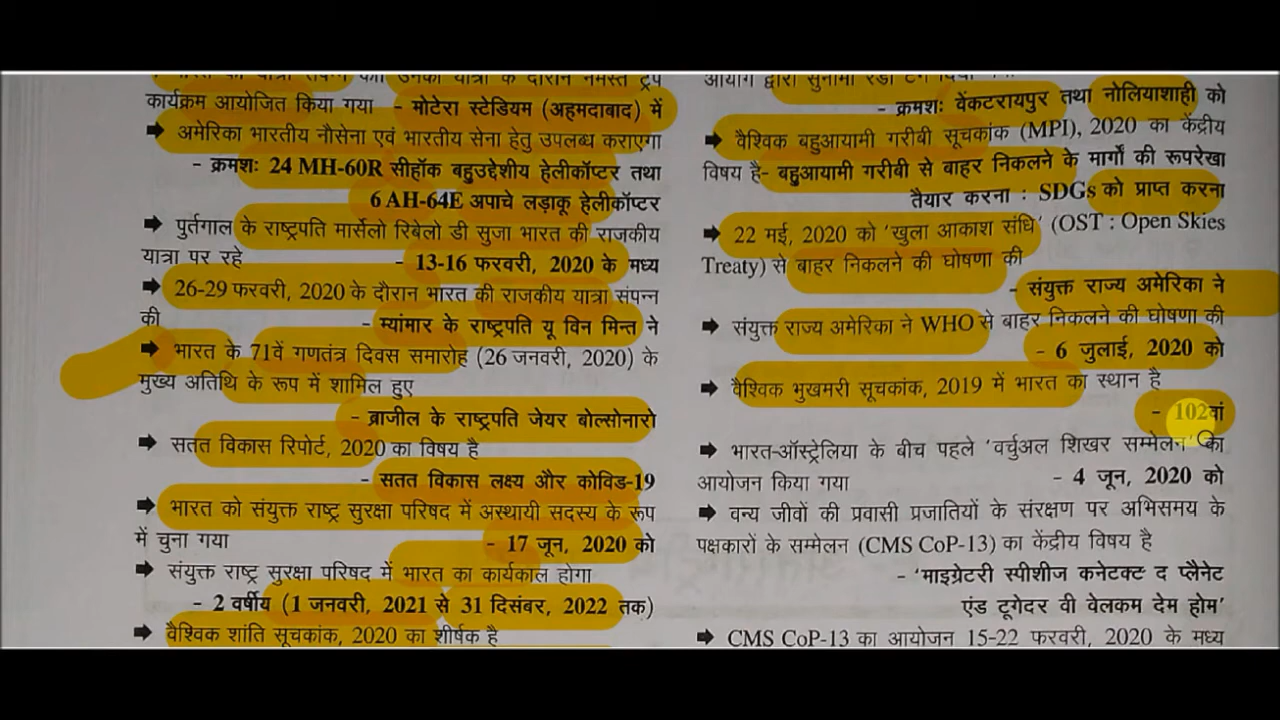 कार्यक्रम आयोजित किया गया - मोटेरा स्टेडियम (अहमदाबाद) में
➡ अमेरिका भारतीय नौसेना एवं भारतीय सेना हेतु उपलब्ध कराएगा
- क्रमशः 24 MH-60R सीहॉक बहुउद्देशीय हेलीकॉप्टर तथा
6 AH-64E अपाचे लड़ाकू हेलीकॉप्टर
➡ पुर्तगाल के राष्ट्रपति मार्सेलो रिबेलो डी सुजा भारत की राजकीय
यात्रा पर रहे - 13-16 फरवरी, 2020 के मध्य
➡ 26-29 फरवरी, 2020 के दौरान भारत की राजकीय यात्रा संपन्न
की - म्यांमार के राष्ट्रपति यू विन मिन्त ने
➡ भारत के 71वें गणतंत्र दिवस समारोह (26 जनवरी, 2020) के
मुख्य अतिथि के रूप में शामिल हुए
- ब्राजील के राष्ट्रपति जेयर बोल्सोनारो
➡ सतत विकास रिपोर्ट, 2020 का विषय है
- सतत विकास लक्ष्य और कोविड-19
➡ भारत को संयुक्त राष्ट्र सुरक्षा परिषद में अस्थायी सदस्य के रूप
में चुना गया - 17 जून, 2020 को
➡ संयुक्त राष्ट्र सुरक्षा परिषद में भारत का कार्यकाल होगा
- 2 वर्षीय (1 जनवरी, 2021 से 31 दिसंबर, 2022 तक)
➡ वैश्विक शांति सूचकांक, 2020 का शीर्षक है
आयोग द्वारा सुनामी
- क्रमशः वेंकटरायपुर तथा नोलियाशाही को
➡ वैश्विक बहुआयामी गरीबी सूचकांक (MPI), 2020 का केंद्रीय
विषय है- बहुआयामी गरीबी से बाहर निकलने के मार्गों की रूपरेखा
तैयार करना : SDGs को प्राप्त करना
➡ 22 मई, 2020 को 'खुला आकाश संधि' (OST : Open Skies
Treaty) से बाहर निकलने की घोषणा की
- संयुक्त राज्य अमेरिका ने
➡ संयुक्त राज्य अमेरिका ने WHO से बाहर निकलने की घोषणा की
- 6 जुलाई, 2020 को
➡ वैश्विक भुखमरी सूचकांक, 2019 में भारत का स्थान है
- 102वां
➡ भारत-ऑस्ट्रेलिया के बीच पहले 'वर्चुअल शिखर सम्मेलन' का
आयोजन किया गया - 4 जून, 2020 को
➡ वन्य जीवों की प्रवासी प्रजातियों के संरक्षण पर अभिसमय के
पक्षकारों के सम्मेलन (CMS CoP-13) का केंद्रीय विषय है
- 'माइग्रेटरी स्पीशीज कनेक्ट द प्लैनेट
एंड टूगेदर वी वेलकम देम होम'
➡ CMS CoP-13 का आयोजन 15-22 फरवरी, 2020 के मध्य